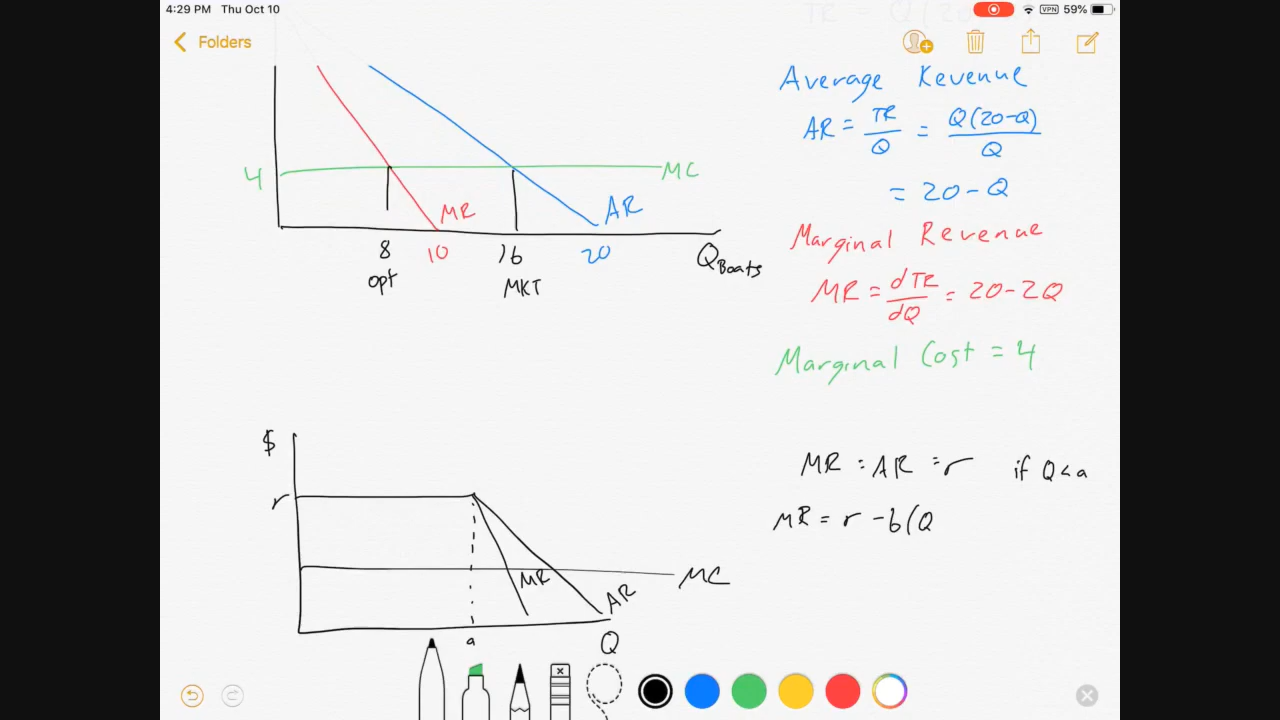 4:29 PM Thu Oct 10
VPN 59%
Folders
Average Revenue
AR = TR/Q = Q(20-Q)/Q
= 20 - Q
Marginal Revenue
MR = dTR/dQ = 20 - 2Q
Marginal Cost = 4
4
MC
MR
AR
8
10
16
20
Q Boats
opt
MKT
$
r
MR
AR
MC
a
Q
MR = AR = r if Q < a
MR = r - b(Q